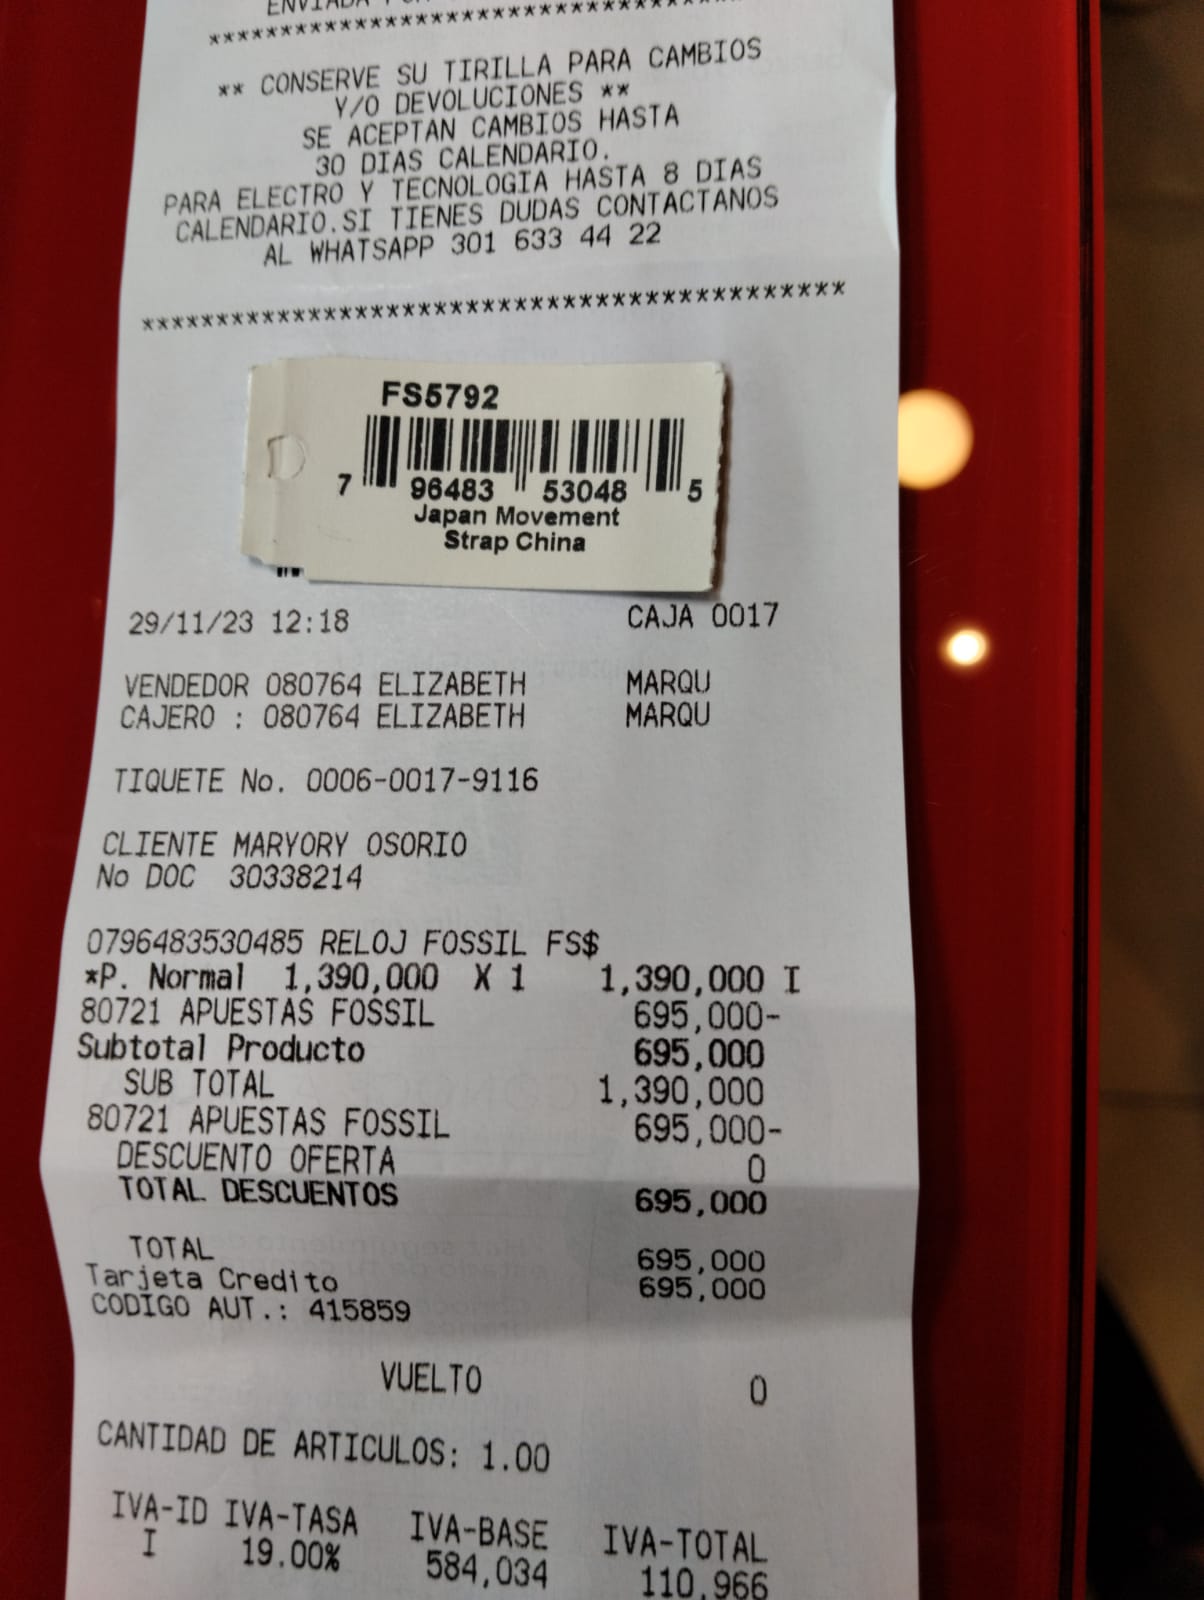 ENVIADA
*******************************************
** CONSERVE SU TIRILLA PARA CAMBIOS
Y/O DEVOLUCIONES **
SE ACEPTAN CAMBIOS HASTA
30 DIAS CALENDARIO.
PARA ELECTRO Y TECNOLOGIA HASTA 8 DIAS
CALENDARIO.SI TIENES DUDAS CONTACTANOS
AL WHATSAPP 301 633 44 22
*******************************************
FS5792
7 96483 53048 5
Japan Movement
Strap China
29/11/23 12:18 CAJA 0017
VENDEDOR 080764 ELIZABETH MARQU
CAJERO : 080764 ELIZABETH MARQU
TIQUETE No. 0006-0017-9116
CLIENTE MARYORY OSORIO
No DOC 30338214
0796483530485 RELOJ FOSSIL FS$
*P. Normal 1,390,000 X 1 1,390,000 I
80721 APUESTAS FOSSIL 695,000-
Subtotal Producto 695,000
SUB TOTAL 1,390,000
80721 APUESTAS FOSSIL 695,000-
DESCUENTO OFERTA 0
TOTAL DESCUENTOS 695,000
TOTAL 695,000
Tarjeta Credito 695,000
CODIGO AUT.: 415859
VUELTO 0
CANTIDAD DE ARTICULOS: 1.00
IVA-ID IVA-TASA IVA-BASE IVA-TOTAL
I 19.00% 584,034 110,966